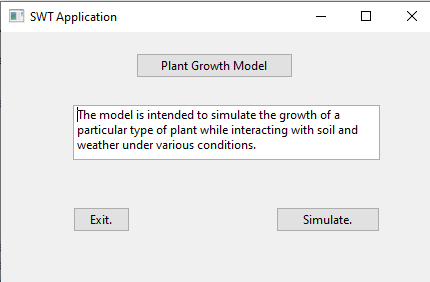 SWT Application
Plant Growth Model
The model is intended to simulate the growth of a
particular type of plant while interacting with soil and
weather under various conditions.
Exit.
Simulate.